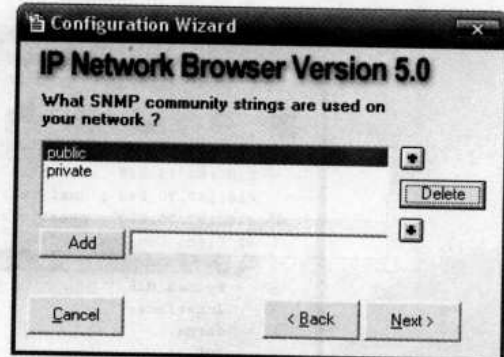 Configuration Wizard
IP Network Browser Version 5.0
What SNMP community strings are used on
your network ?
public
private
Delete
Add
Cancel
< Back
Next >